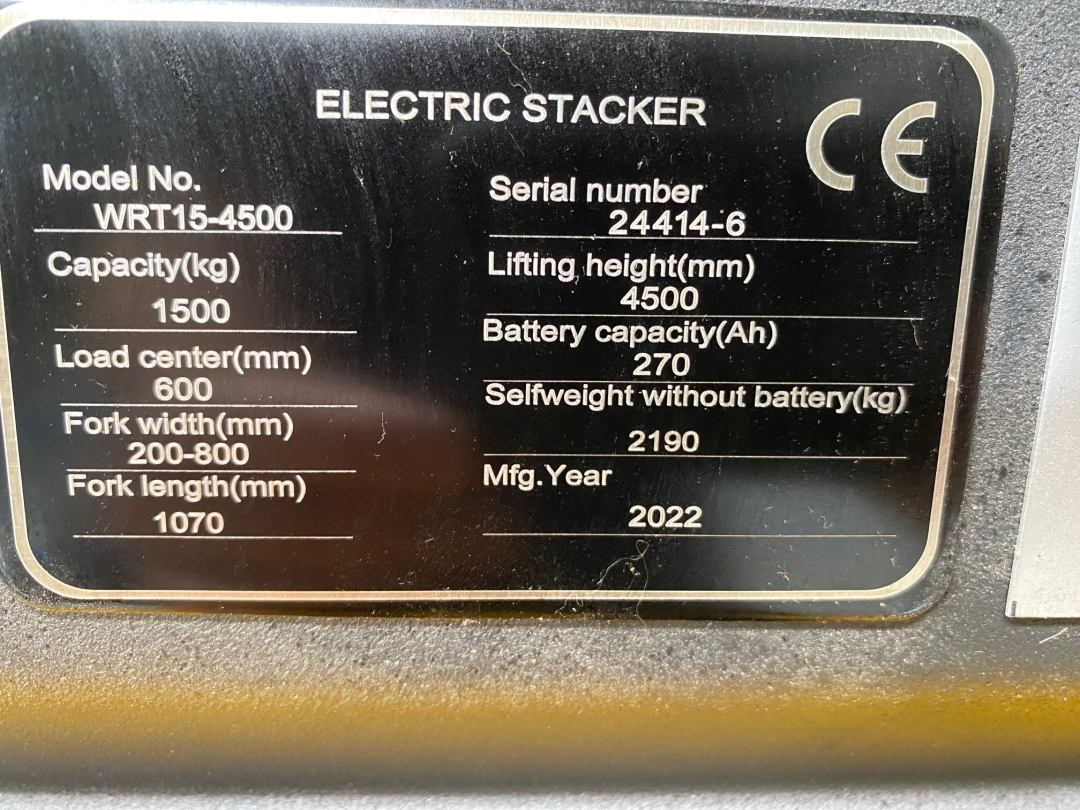 ELECTRIC STACKER
CE
Model No.
WRT15-4500
Capacity(kg)
1500
Load center(mm)
600
Fork width(mm)
200-800
Fork length(mm)
1070
Serial number
24414-6
Lifting height(mm)
4500
Battery capacity(Ah)
270
Selfweight without battery(kg)
2190
Mfg.Year
2022